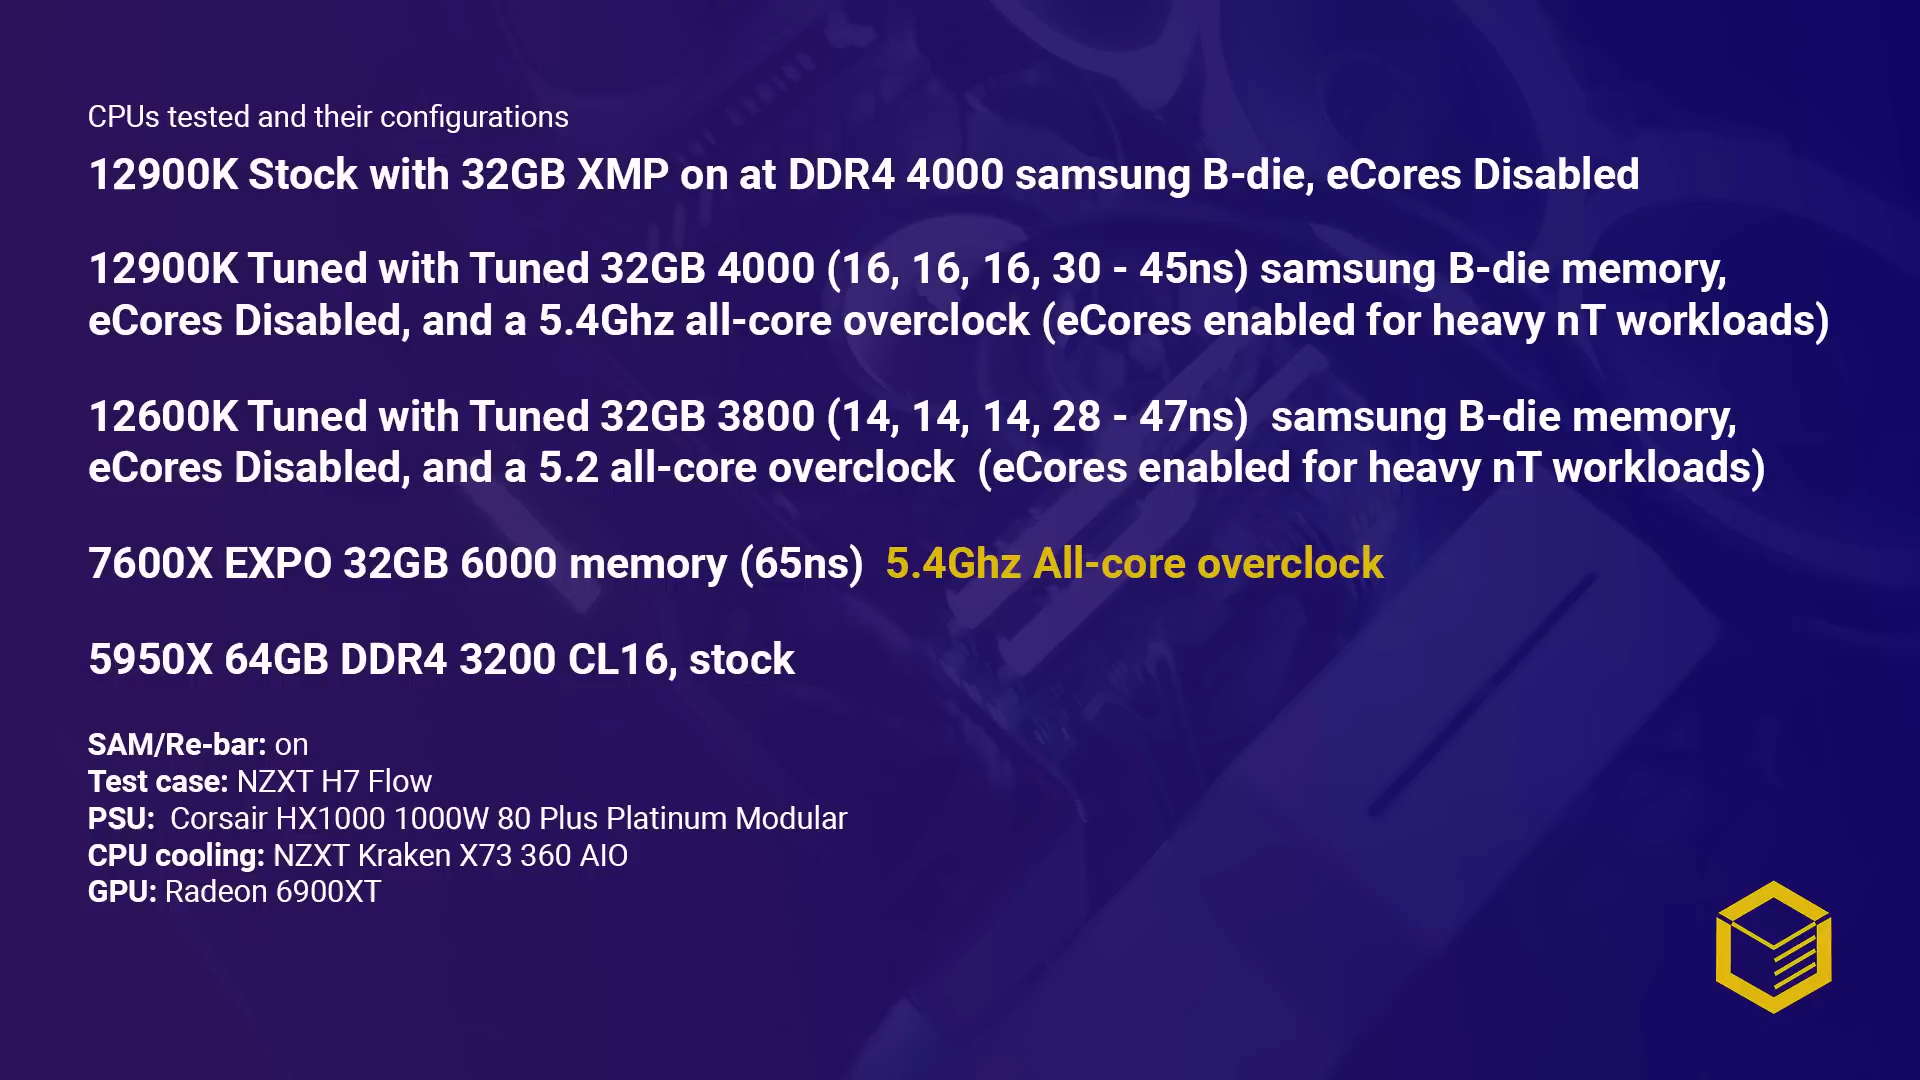 CPUs tested and their configurations
12900K Stock with 32GB XMP on at DDR4 4000 samsung B-die, eCores Disabled
12900K Tuned with Tuned 32GB 4000 (16, 16, 16, 30 - 45ns) samsung B-die memory,
eCores Disabled, and a 5.4Ghz all-core overclock (eCores enabled for heavy nT workloads)
12600K Tuned with Tuned 32GB 3800 (14, 14, 14, 28 - 47ns)  samsung B-die memory,
eCores Disabled, and a 5.2 all-core overclock  (eCores enabled for heavy nT workloads)
7600X EXPO 32GB 6000 memory (65ns)  5.4Ghz All-core overclock
5950X 64GB DDR4 3200 CL16, stock
SAM/Re-bar: on
Test case: NZXT H7 Flow
PSU:  Corsair HX1000 1000W 80 Plus Platinum Modular
CPU cooling: NZXT Kraken X73 360 AIO
GPU: Radeon 6900XT